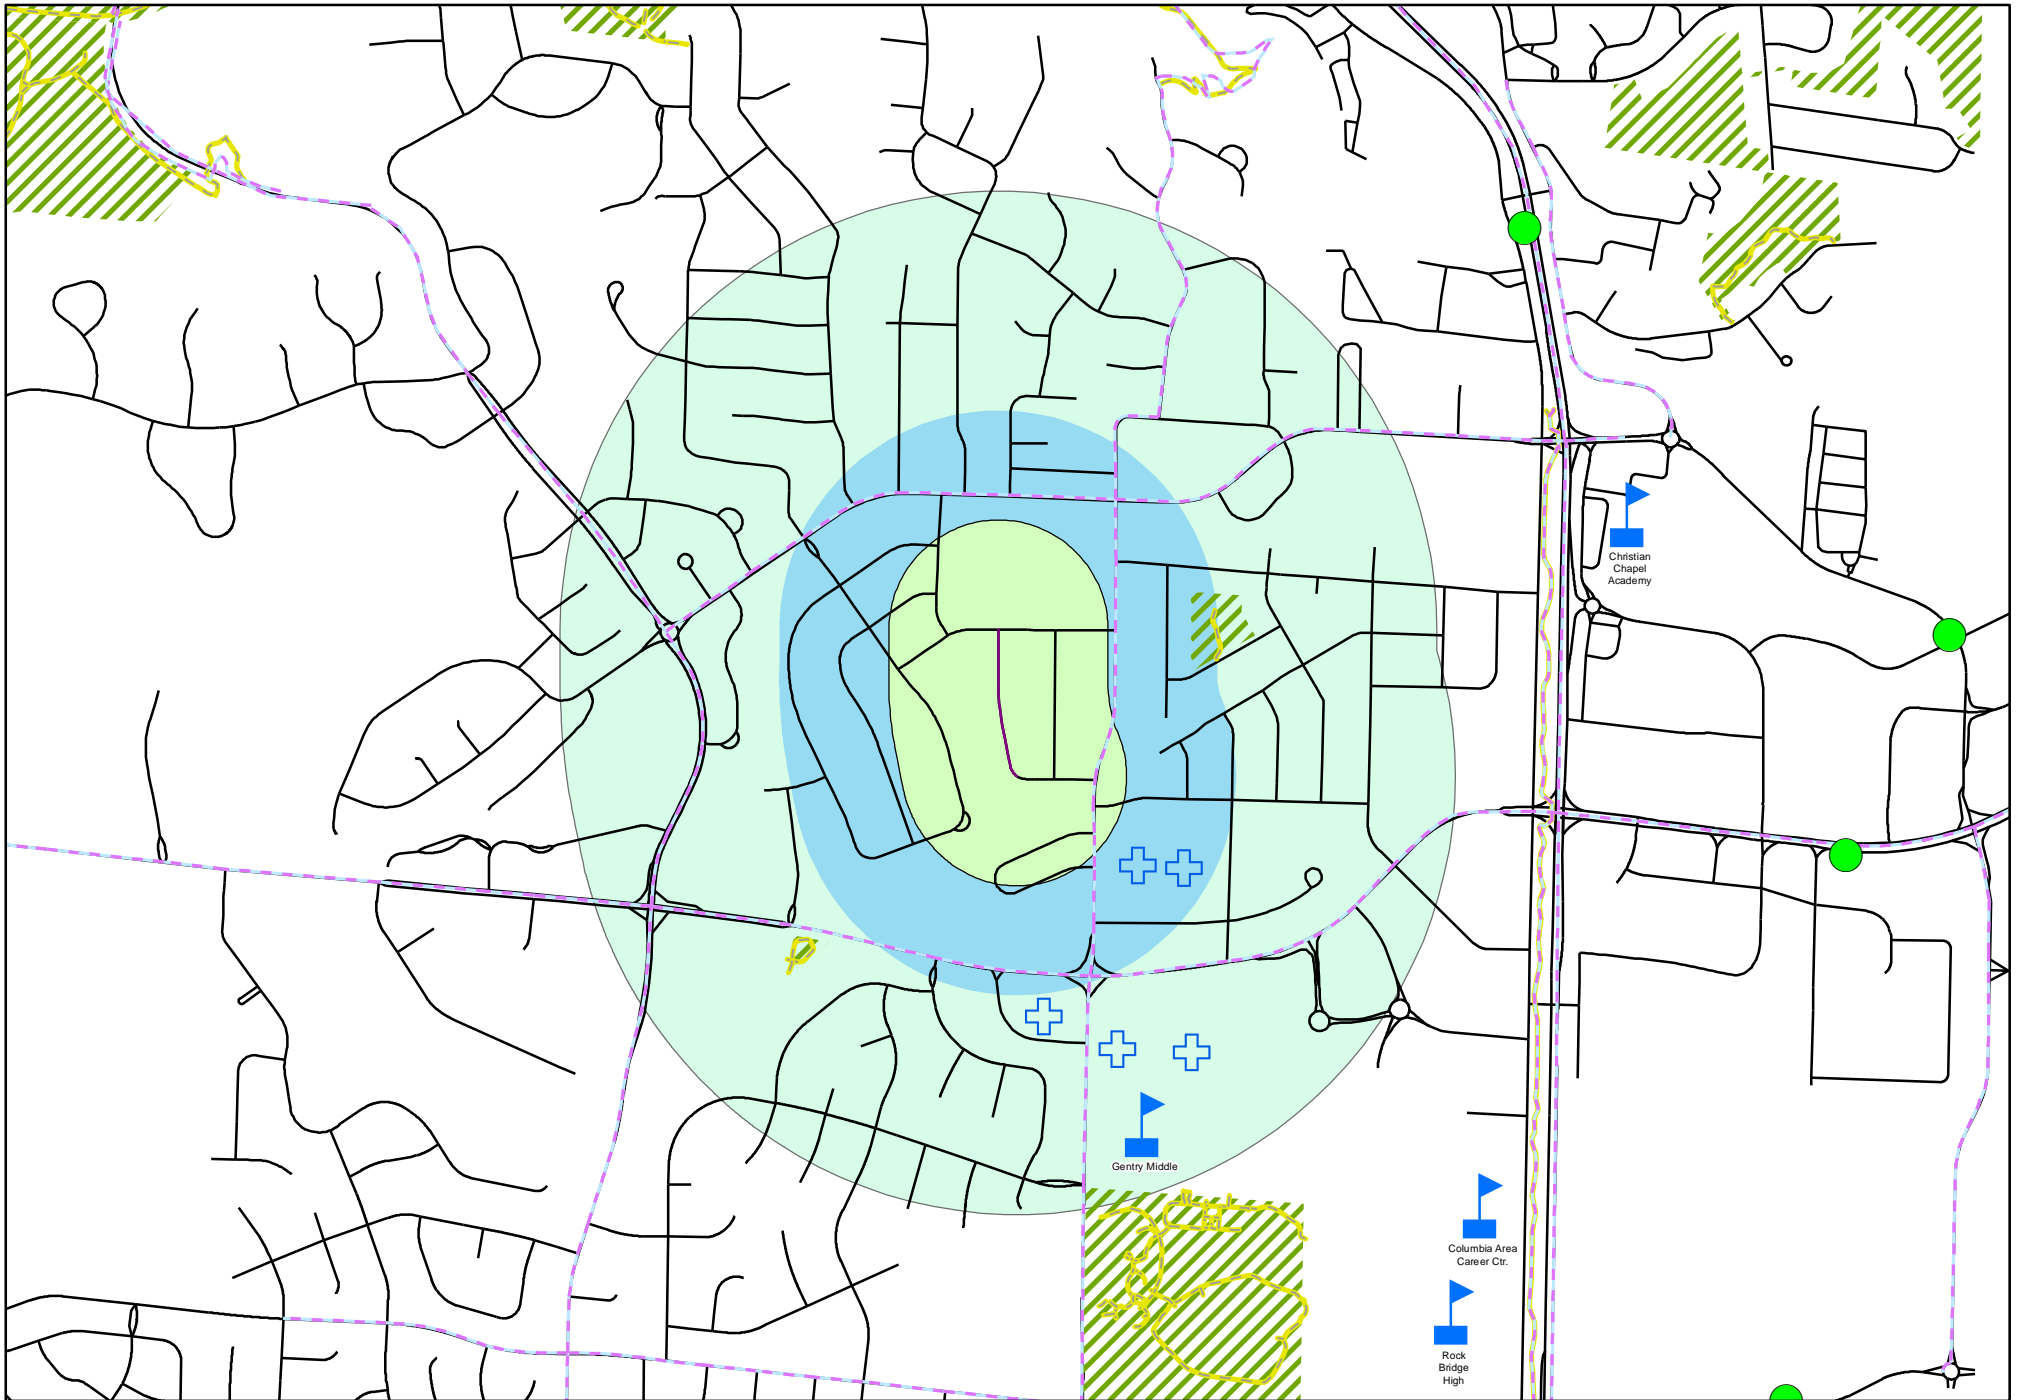 Christian
Chapel
Academy
Gentry Middle
Columbia Area
Career Ctr.
Rock
Bridge
High